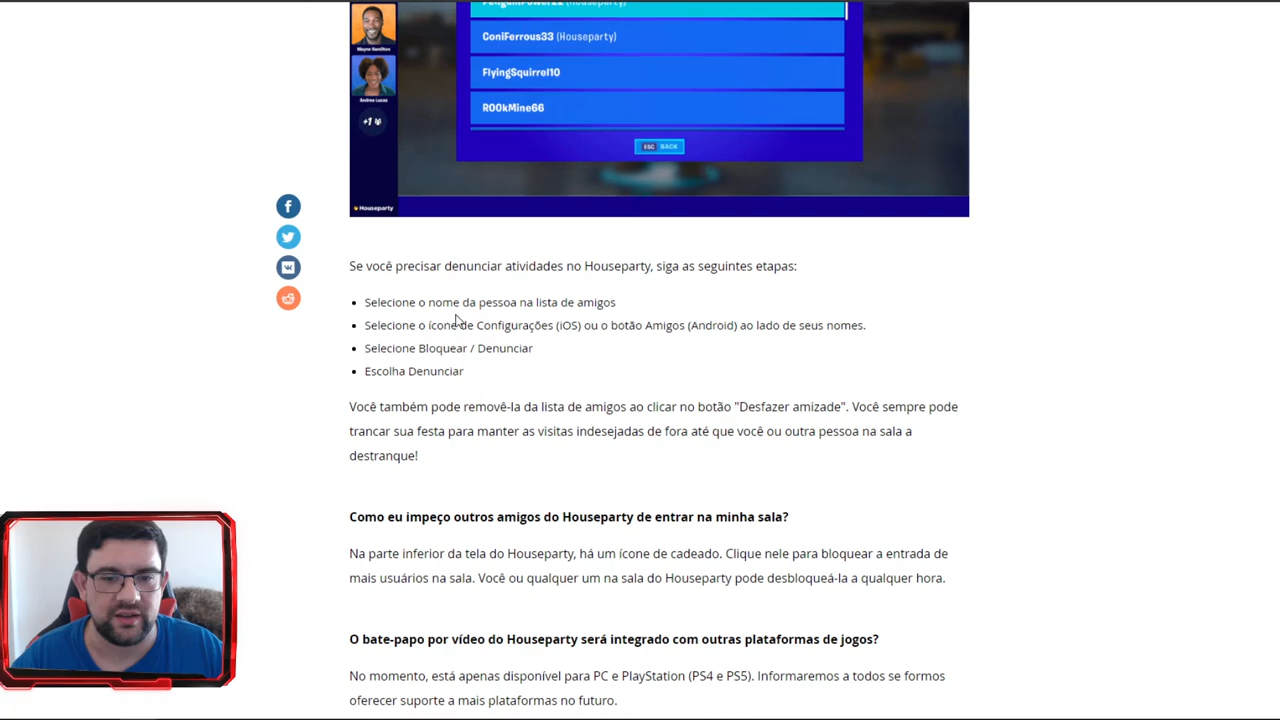 PenguinPower22 (Houseparty)
Wayne Hamilton
ConiFerrous33 (Houseparty)
FlyingSquirrel10
Andrea Lucas
R00kMine66
+1
ESC BACK
Houseparty
Se você precisar denunciar atividades no Houseparty, siga as seguintes etapas:
Selecione o nome da pessoa na lista de amigos
Selecione o ícone de Configurações (iOS) ou o botão Amigos (Android) ao lado de seus nomes.
Selecione Bloquear / Denunciar
Escolha Denunciar
Você também pode removê-la da lista de amigos ao clicar no botão "Desfazer amizade". Você sempre pode
trancar sua festa para manter as visitas indesejadas de fora até que você ou outra pessoa na sala a
destranque!
Como eu impeço outros amigos do Houseparty de entrar na minha sala?
Na parte inferior da tela do Houseparty, há um ícone de cadeado. Clique nele para bloquear a entrada de
mais usuários na sala. Você ou qualquer um na sala do Houseparty pode desbloqueá-la a qualquer hora.
O bate-papo por vídeo do Houseparty será integrado com outras plataformas de jogos?
No momento, está apenas disponível para PC e PlayStation (PS4 e PS5). Informaremos a todos se formos
oferecer suporte a mais plataformas no futuro.